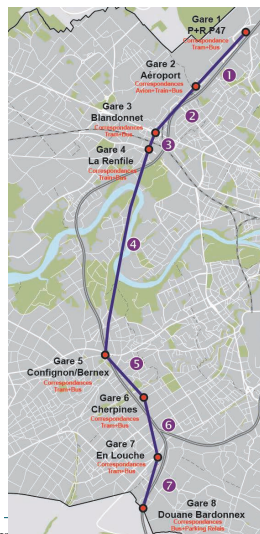 Gare 1
P+R P47
Correspondance
Tram+Bus
1
Gare 2
Aéroport
Correspondances
Avion+Train+Bus
2
Gare 3
Blandonnet
Correspondances
Tram+Bus
3
Gare 4
La Renfile
Correspondances
Tram+Bus
4
Gare 5
Confignon/Bernex
Correspondances
Tram+Bus
5
Gare 6
Cherpines
Correspondances
Tram+Bus
6
Gare 7
En Louche
Correspondances
Tram+Bus
7
Gare 8
Douane Bardonnex
Correspondances
Bus+Parking Relais